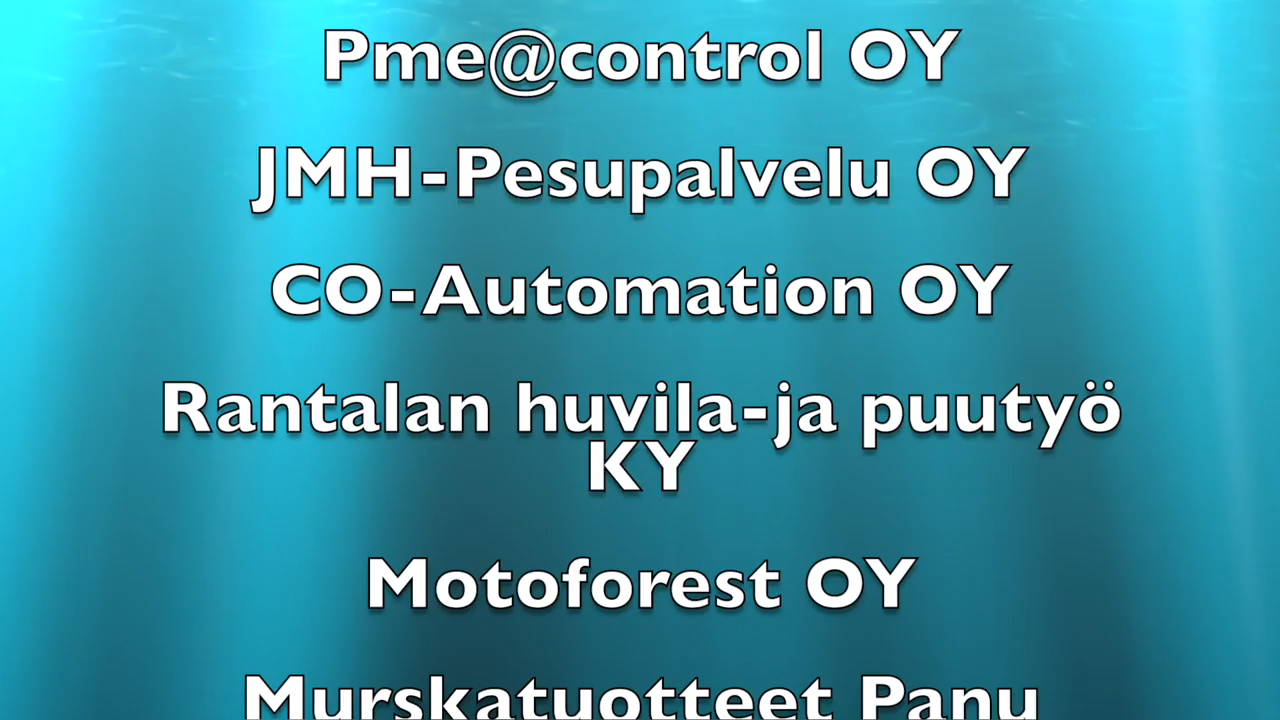 Pme@control OY
JMH-Pesupalvelu OY
CO-Automation OY
Rantalan huvila-ja puutyö
KY
Motoforest OY
Murskatuotteet Panu